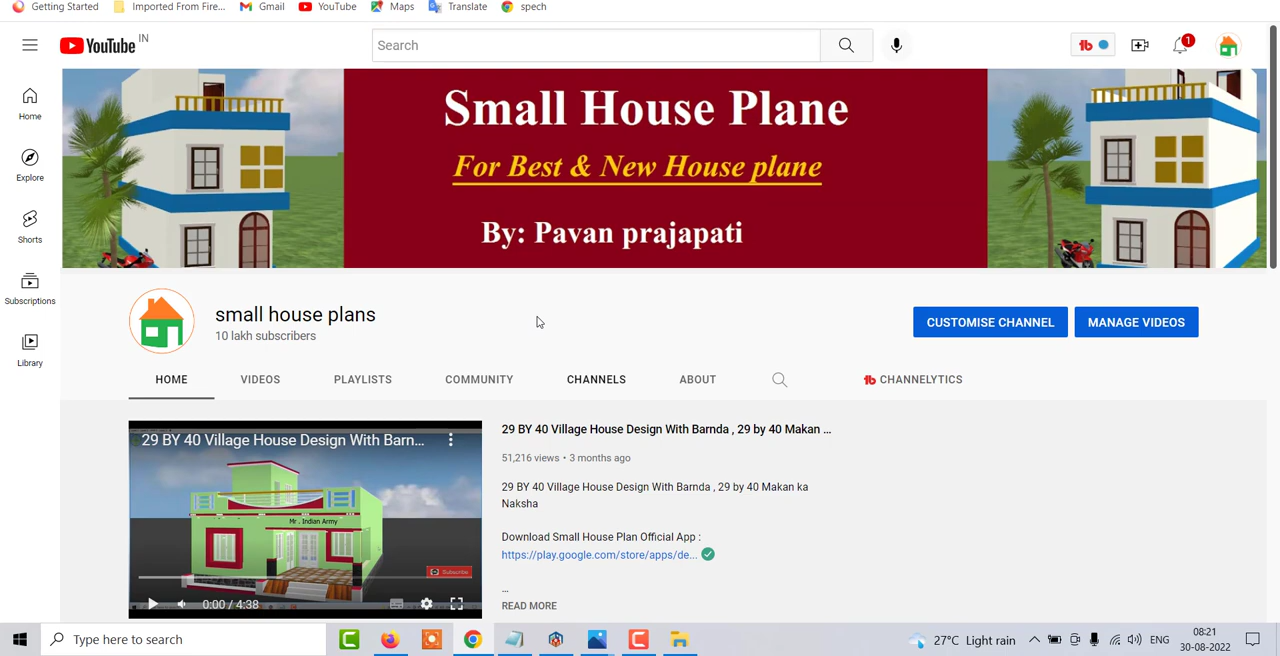 Getting Started
Imported From Fire...
Gmail
YouTube
Maps
Translate
spech
YouTube IN
Search
tb
1
Home
Explore
Shorts
Subscriptions
Library
Small House Plane
For Best & New House plane
By: Pavan prajapati
small house plans
10 lakh subscribers
CUSTOMISE CHANNEL
MANAGE VIDEOS
HOME
VIDEOS
PLAYLISTS
COMMUNITY
CHANNELS
ABOUT
tb CHANNELYTICS
29 BY 40 Village House Design With Barn...
Mr . Indian Army
Subscribe
0:00 / 4:38
29 BY 40 Village House Design With Barnda , 29 by 40 Makan ...
51,216 views • 3 months ago
29 BY 40 Village House Design With Barnda , 29 by 40 Makan ka
Naksha
Download Small House Plan Official App :
https://play.google.com/store/apps/de...
...
READ MORE
Type here to search
27°C Light rain
ENG
08:21
30-08-2022